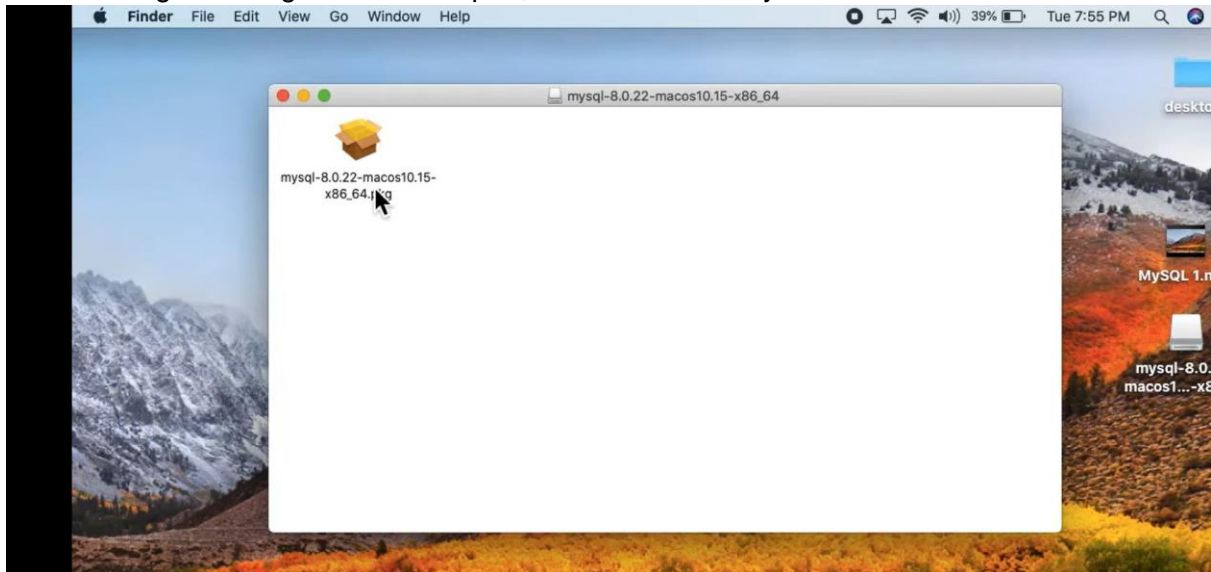 Finder File Edit View Go Window Help 39% Tue 7:55 PM
mysql-8.0.22-macos10.15-x86_64
mysql-8.0.22-macos10.15-
x86_64.pkg
deskto
MySQL 1.n
mysql-8.0.
macos1...-x8